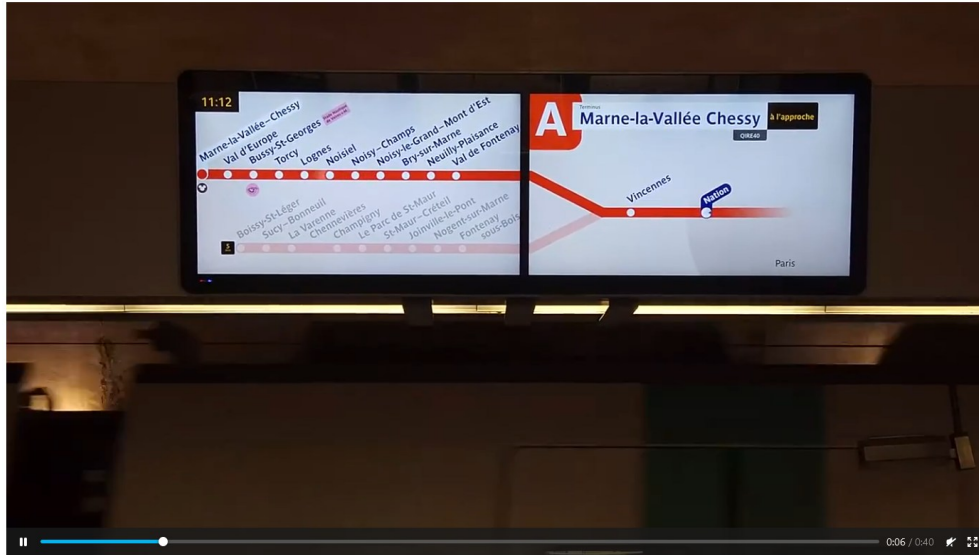 11:12
Marne-la-Vallée–Chessy
Val d'Europe
Bussy-St-Georges
Torcy
Lognes
Noisiel
Noisy–Champs
Noisy-le-Grand–Mont d'Est
Bry-sur-Marne
Neuilly-Plaisance
Val de Fontenay
Boissy-St-Léger
Sucy–Bonneuil
La Varenne
Chennevières
Champigny
Le Parc de St-Maur
St-Maur–Créteil
Joinville-le-Pont
Nogent-sur-Marne
Fontenay
sous-Bois
A
Terminus
Marne-la-Vallée Chessy
à l'approche
QIRE40
Vincennes
Nation
Paris
0:06 / 0:40